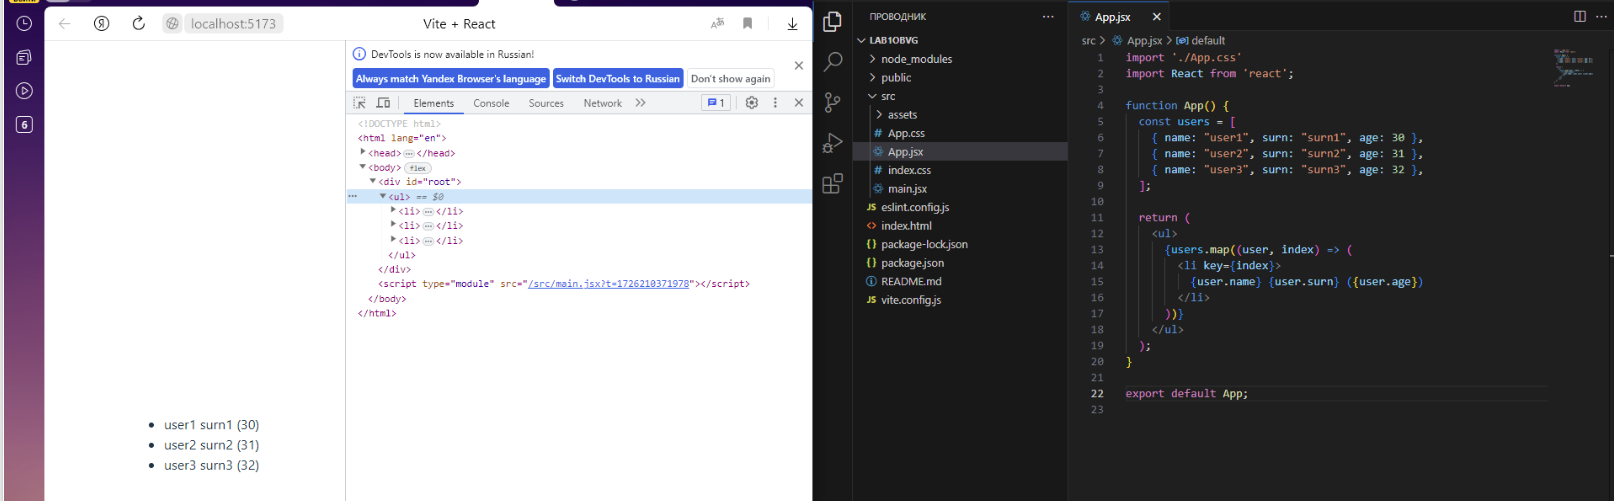 localhost:5173
Vite + React
6
DevTools is now available in Russian!
Always match Yandex Browser's language
Switch DevTools to Russian
Don't show again
Elements
Console
Sources
Network
1
<!DOCTYPE html>
<html lang="en">
<head> ⋯ </head>
<body> flex
<div id="root">
<ul> == $0
<li> ⋯ </li>
<li> ⋯ </li>
<li> ⋯ </li>
</ul>
</div>
<script type="module" src="/src/main.jsx?t=1726210371978"></script>
</body>
</html>
• user1 surn1 (30)
• user2 surn2 (31)
• user3 surn3 (32)
ПРОВОДНИК
LAB1OBVG
node_modules
public
src
assets
# App.css
App.jsx
# index.css
main.jsx
JS eslint.config.js
<> index.html
{} package-lock.json
{} package.json
README.md
JS vite.config.js
App.jsx
src > App.jsx > default
1 import './App.css'
2 import React from 'react';
3
4 function App() {
5 const users = [
6 { name: "user1", surn: "surn1", age: 30 },
7 { name: "user2", surn: "surn2", age: 31 },
8 { name: "user3", surn: "surn3", age: 32 },
9 ];
10
11 return (
12 <ul>
13 {users.map((user, index) => (
14 <li key={index}>
15 {user.name} {user.surn} ({user.age})
16 </li>
17 ))}
18 </ul>
19 );
20 }
21
22 export default App;
23